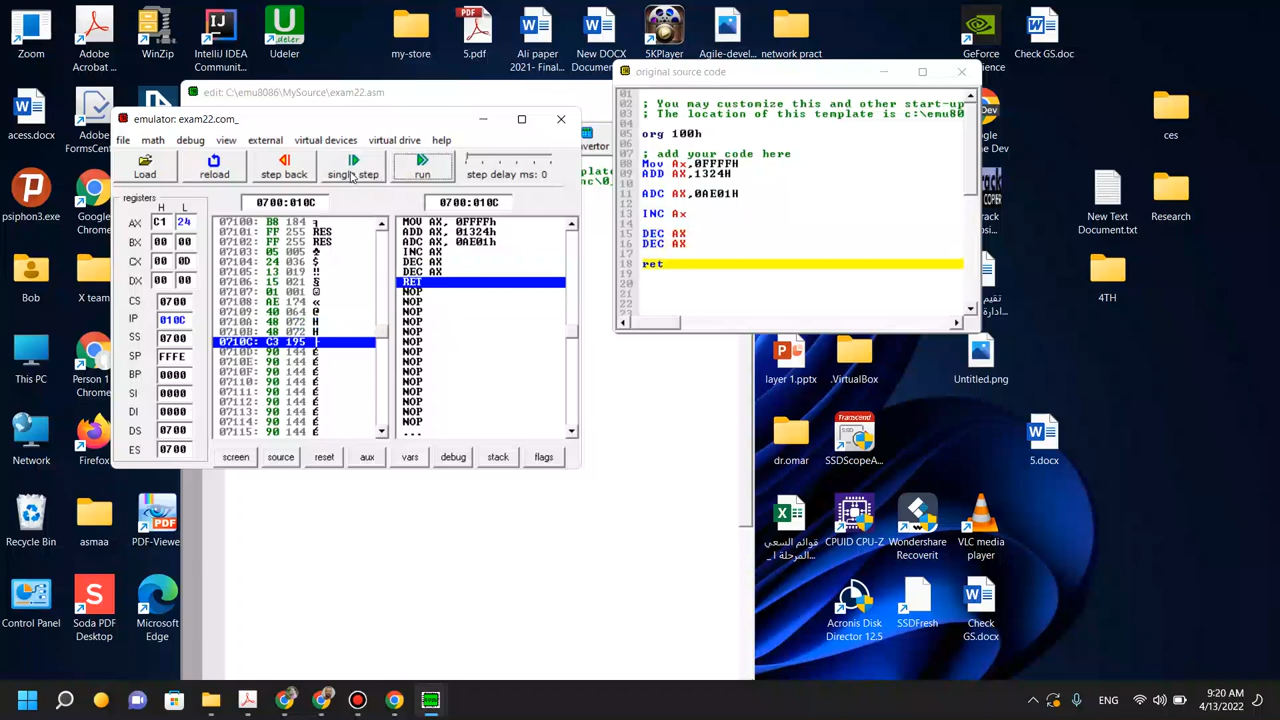 Zoom
Adobe Acrobat ...
WinZip
IntelliJ IDEA Communit...
Udeler
my-store
5.pdf
Ali paper 2021- Final...
New DOCX Document...
5KPlayer
Agile-devel...
network pract
GeForce
Check GS.doc
edit: C:\emu8086\MySource\exam22.asm
original source code
emulator: exam22.com_
file math debug view external virtual devices virtual drive help
Load reload step back single step run step delay ms: 0
registers
H L
0700:010C
0700:010C
AX C1 24
BX 00 00
CX 00 0D
DX 00 00
CS 0700
IP 010C
SS 0700
SP FFFE
BP 0000
SI 0000
DI 0000
DS 0700
ES 0700
07100: B8 184 ╕
07101: FF 255 RES
07102: FF 255 RES
07103: 05 005 ♣
07104: 24 036 $
07105: 13 019 ‼
07106: 15 021 §
07107: 01 001 ☺
07108: AE 174 «
07109: 40 064 @
0710A: 48 072 H
0710B: 48 072 H
0710C: C3 195 ├
0710D: 90 144 É
0710E: 90 144 É
0710F: 90 144 É
07110: 90 144 É
07111: 90 144 É
07112: 90 144 É
07113: 90 144 É
07114: 90 144 É
07115: 90 144 É
MOV AX, 0FFFFh
ADD AX, 01324h
ADC AX, 0AE01h
INC AX
DEC AX
DEC AX
RET
NOP
NOP
NOP
NOP
NOP
NOP
NOP
NOP
NOP
NOP
NOP
NOP
NOP
NOP
...
screen source reset aux vars debug stack flags
01
02 ; You may customize this and other start-up
03 ; The location of this template is c:\emu80
04
05 org 100h
06
07 ; add your code here
08 Mov Ax,0FFFFH
09 ADD AX,1324H
10
11 ADC AX,0AE01H
12
13 INC Ax
14
15 DEC AX
16 DEC AX
17
18 ret
19
20
21
22
23
acess.docx
psiphon3.exe
Google Chrome
Bob
X team
This PC
Person 1 Chrome
Network
Firefox
Recycle Bin
asmaa
PDF-Viewer
Control Panel
Soda PDF Desktop
Microsoft Edge
ces
New Text Document.txt
Research
4TH
layer 1.pptx
.VirtualBox
Untitled.png
dr.omar
Transcend
SSDScopeA...
5.docx
قوائم السعي المرحلة ا_...
CPUID CPU-Z
Wondershare Recoverit
VLC media player
Acronis Disk Director 12.5
SSDFresh
Check GS.docx
9:20 AM
4/13/2022